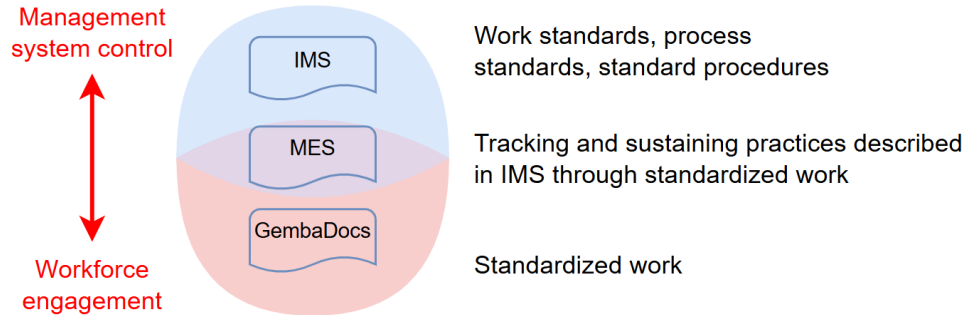 Management
system control
IMS
Work standards, process
standards, standard procedures
MES
Tracking and sustaining practices described
in IMS through standardized work
GembaDocs
Workforce
engagement
Standardized work